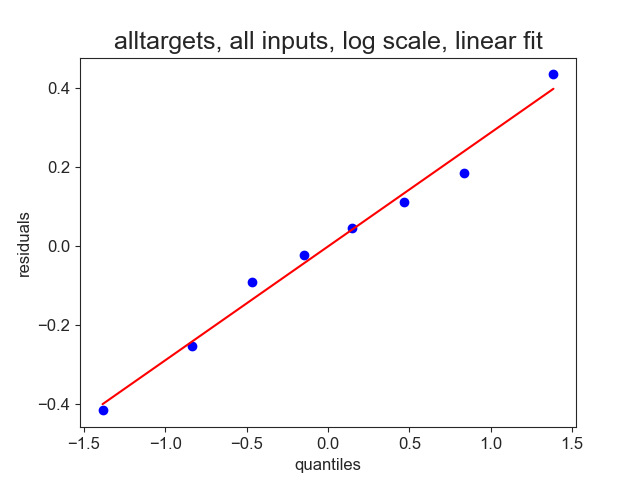 alltargets, all inputs, log scale, linear fit
0.4
0.2
0.0
−0.2
−0.4
residuals
−1.5 −1.0 −0.5 0.0 0.5 1.0 1.5
quantiles